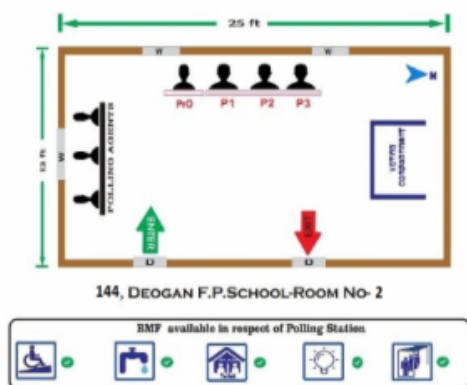 25 ft
W
W
N
PrO
P1
P2
P3
POLLING AGENTS
W
13 ft
VOTING COMPARTMENT
ENTER
EXIT
D
D
144, DEOGAN F.P.SCHOOL-ROOM NO- 2
BMF available in respect of Polling Station